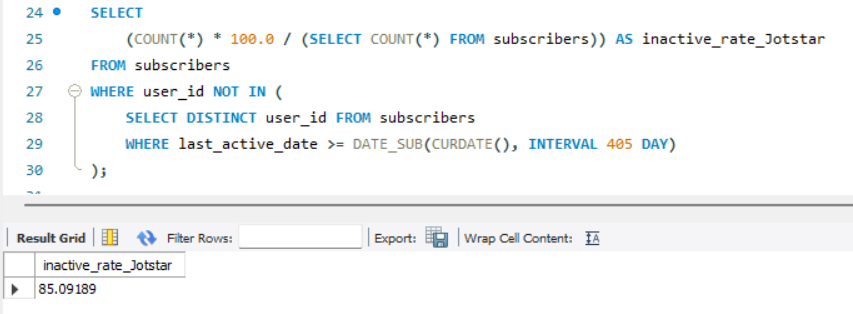 24 SELECT
25 (COUNT(*) * 100.0 / (SELECT COUNT(*) FROM subscribers)) AS inactive_rate_Jotstar
26 FROM subscribers
27 WHERE user_id NOT IN (
28 SELECT DISTINCT user_id FROM subscribers
29 WHERE last_active_date >= DATE_SUB(CURDATE(), INTERVAL 405 DAY)
30 );
Result Grid Filter Rows: Export: Wrap Cell Content: IA
inactive_rate_Jotstar
85.09189